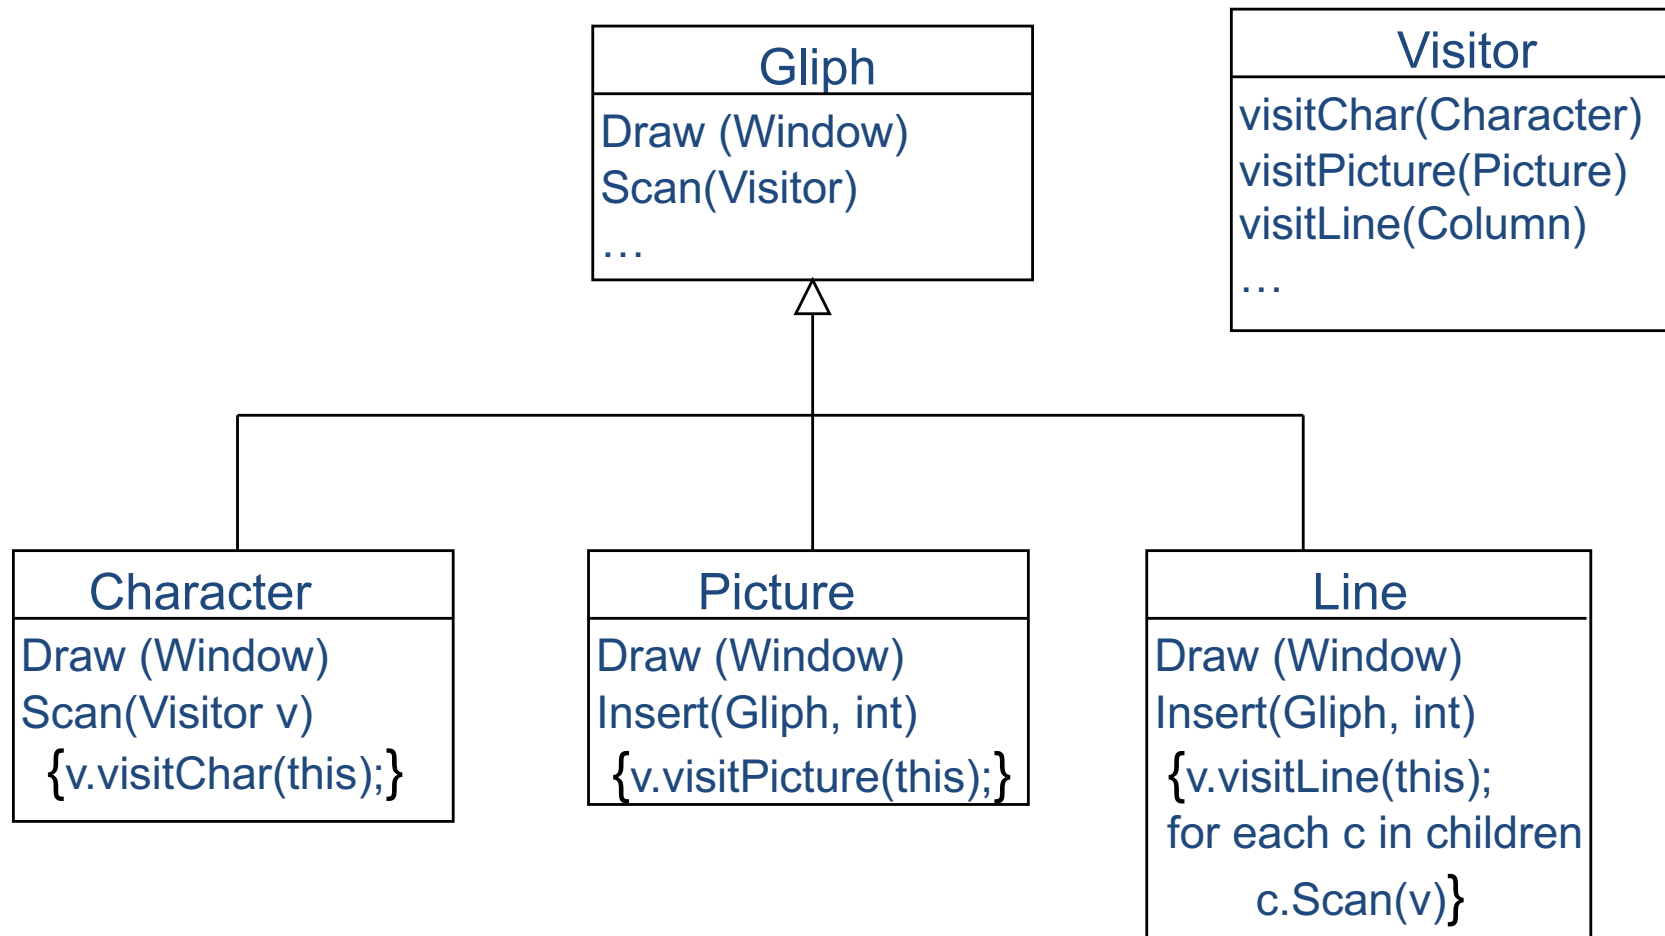 Gliph
Draw (Window)
Scan(Visitor)
…
Visitor
visitChar(Character)
visitPicture(Picture)
visitLine(Column)
…
Character
Draw (Window)
Scan(Visitor v)
{v.visitChar(this);}
Picture
Draw (Window)
Insert(Gliph, int)
{v.visitPicture(this);}
Line
Draw (Window)
Insert(Gliph, int)
{v.visitLine(this);
for each c in children
c.Scan(v)}